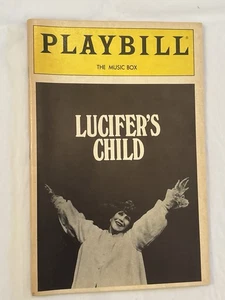 PLAYBILL
THE MUSIC BOX
LUCIFER'S
CHILD